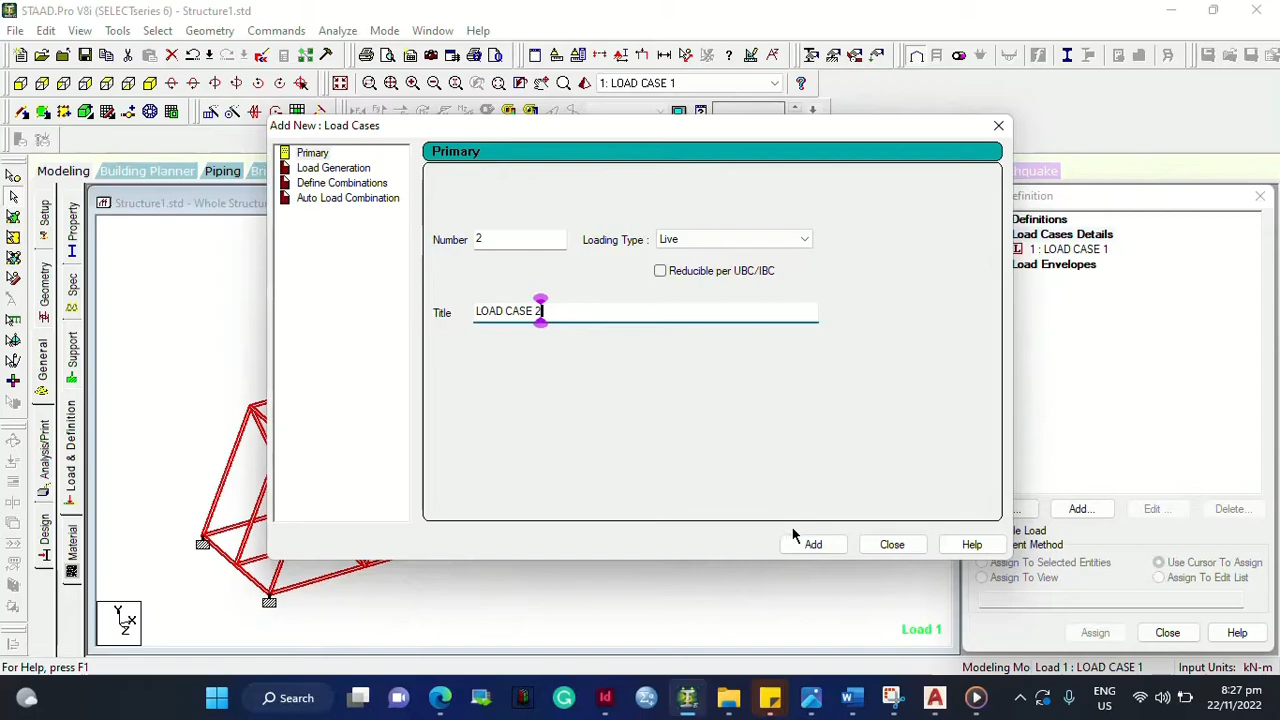 STAAD.Pro V8i (SELECTseries 6) - Structure1.std
File Edit View Tools Select Geometry Commands Analyze Mode Window Help
1: LOAD CASE 1
Add New : Load Cases
Primary
Load Generation
Define Combinations
Auto Load Combination
Primary
Number 2 Loading Type : Live
Reducible per UBC/IBC
Title LOAD CASE 2
Add Close Help
Modeling Building Planner Piping
Structure1.std - Whole Structu
Setup
Geometry
General
Analysis/Print
Design
Property
Spec
Support
Load & Definition
Material
Y
X
Z
Load 1
Definitions
Load Cases Details
1 : LOAD CASE 1
Load Envelopes
Add... Edit ... Delete...
Use Cursor To Assign
Assign To Selected Entities
Assign To View
Assign To Edit List
Assign Close Help
For Help, press F1
Modeling Mo Load 1 : LOAD CASE 1 Input Units: kN-m
Search
ENG
US
8:27 pm
22/11/2022